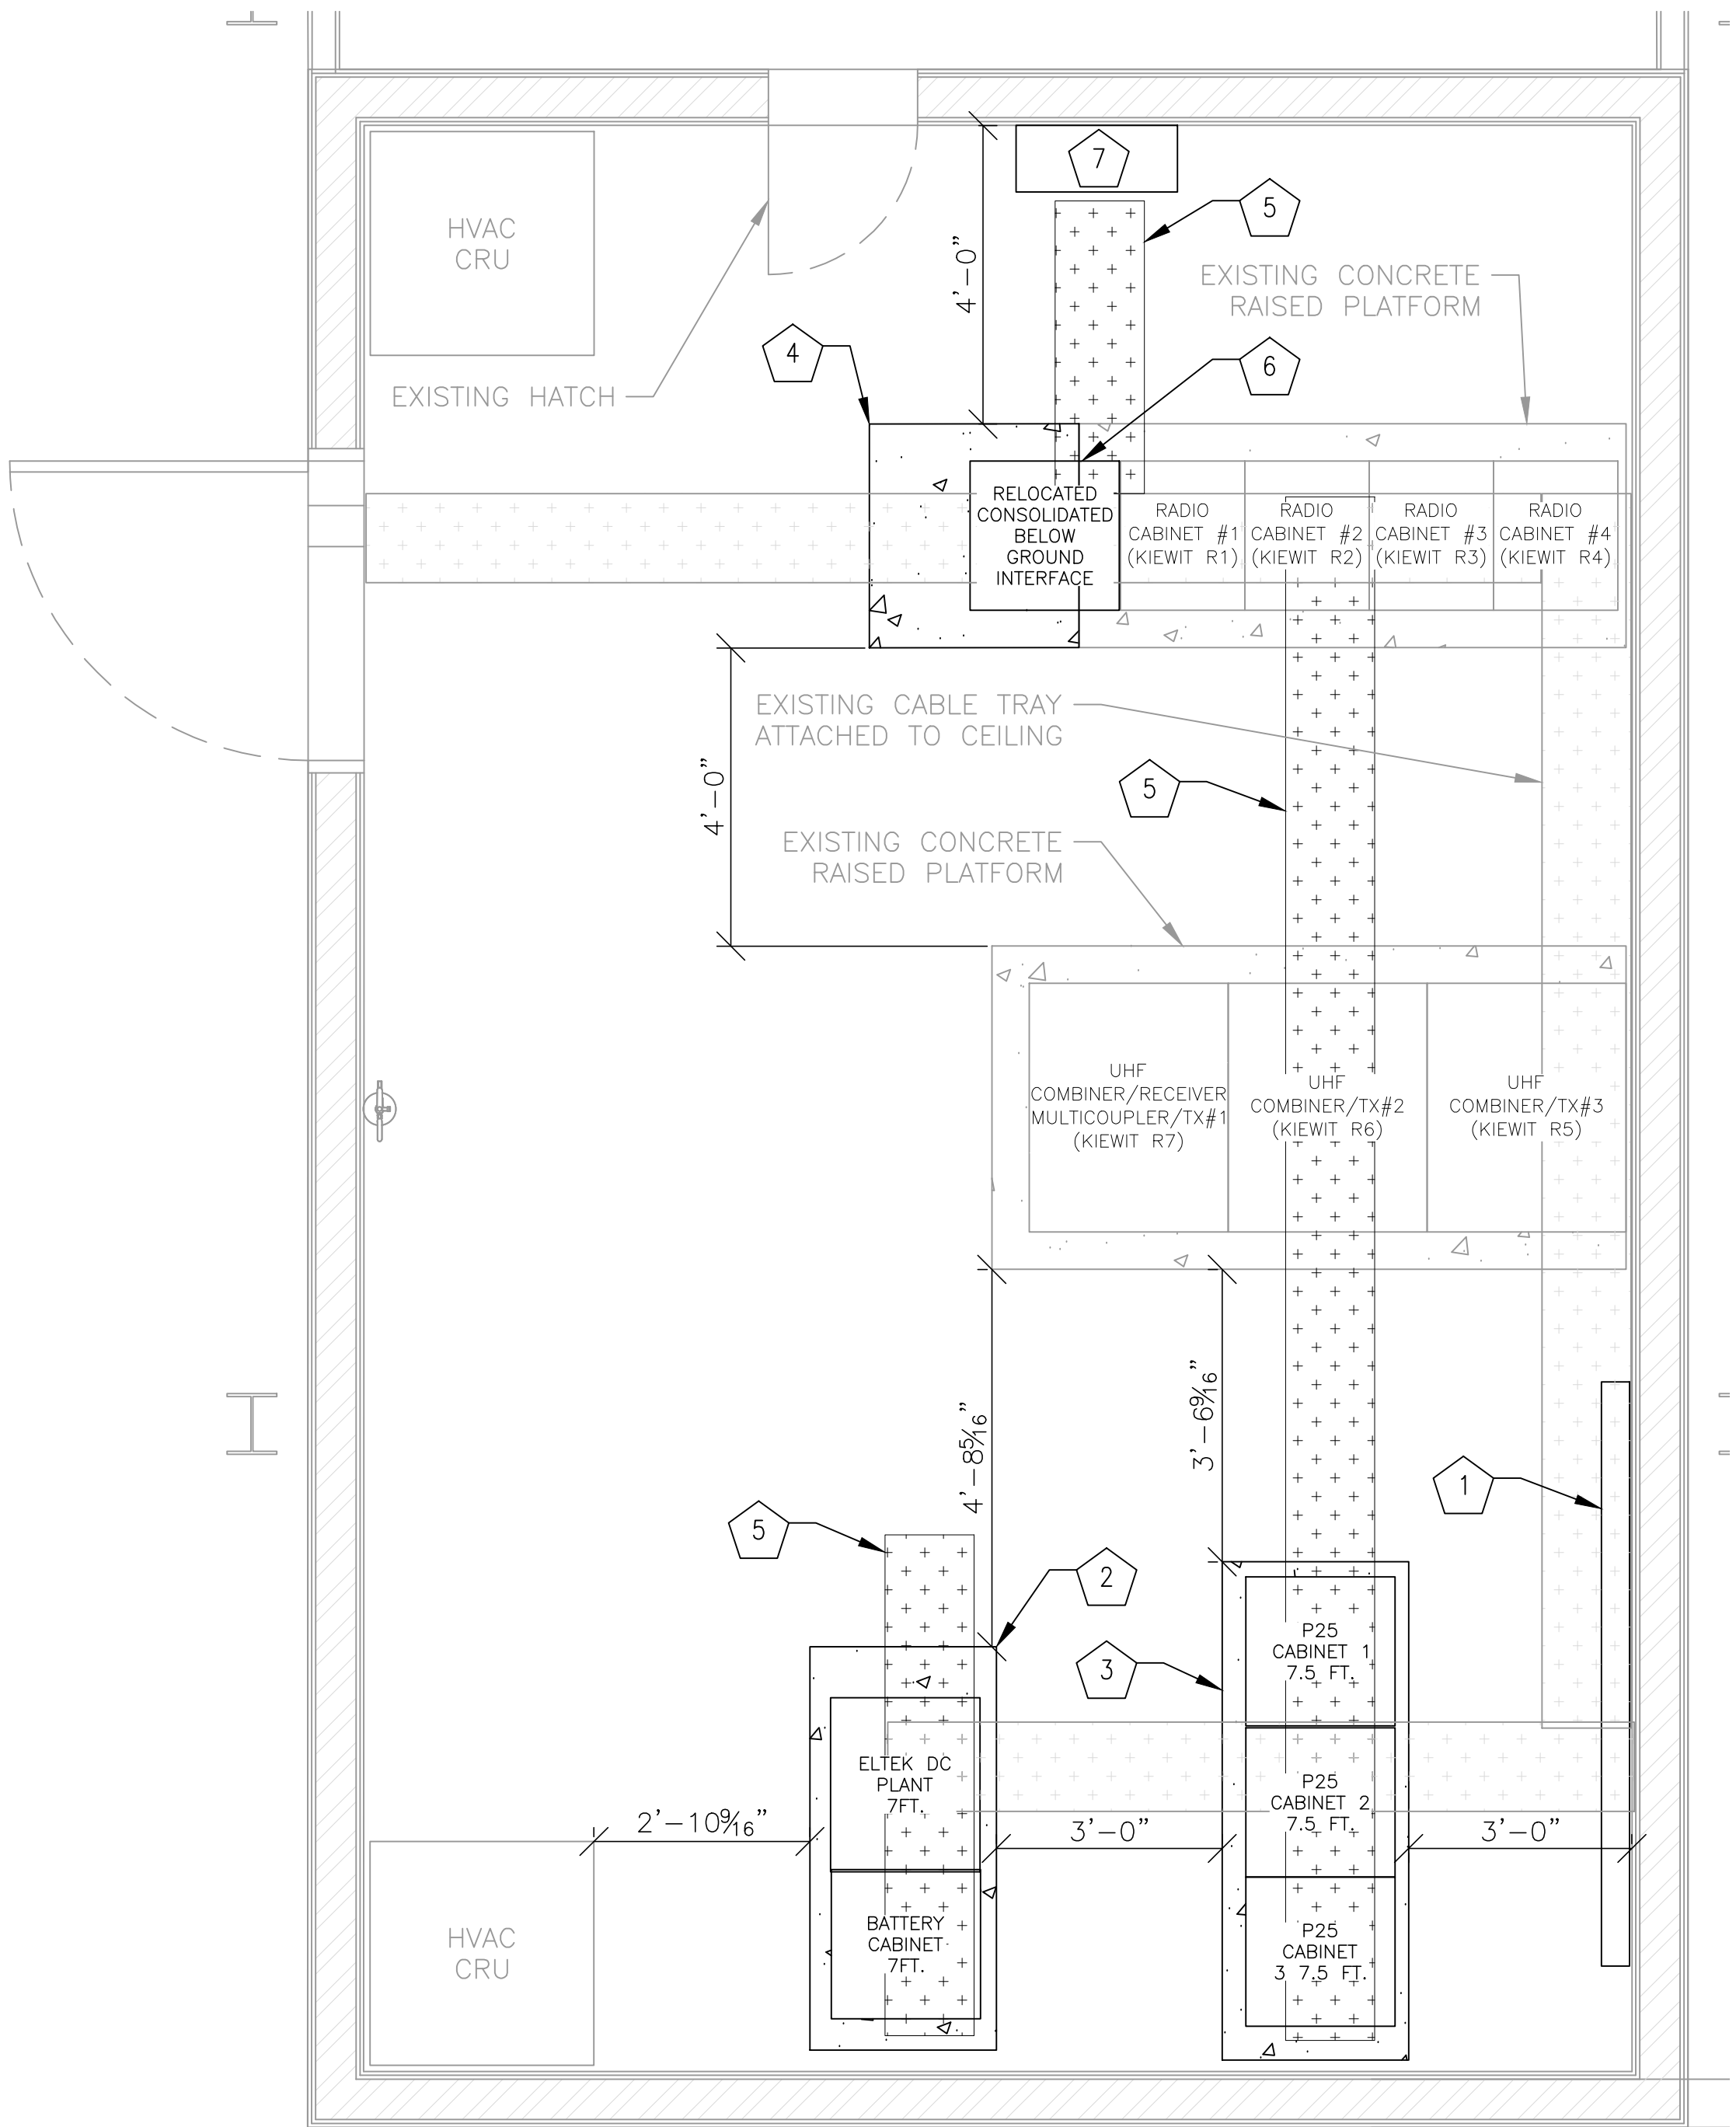 7
5
HVAC
CRU
4'-0"
EXISTING CONCRETE
RAISED PLATFORM
4
6
EXISTING HATCH
RELOCATED
CONSOLIDATED
BELOW
GROUND
INTERFACE
RADIO
CABINET #1
(KIEWIT R1)
RADIO
CABINET #2
(KIEWIT R2)
RADIO
CABINET #3
(KIEWIT R3)
RADIO
CABINET #4
(KIEWIT R4)
EXISTING CABLE TRAY
ATTACHED TO CEILING
4'-0"
5
EXISTING CONCRETE
RAISED PLATFORM
UHF
COMBINER/RECEIVER
MULTICOUPLER/TX#1
(KIEWIT R7)
UHF
COMBINER/TX#2
(KIEWIT R6)
UHF
COMBINER/TX#3
(KIEWIT R5)
4'-8 5/16"
3'-6 9/16"
1
5
2
3
P25
CABINET 1
7.5 FT.
ELTEK DC
PLANT
7FT.
P25
CABINET 2
7.5 FT.
2'-10 9/16"
3'-0"
3'-0"
HVAC
CRU
BATTERY
CABINET
7FT.
P25
CABINET
3 7.5 FT.